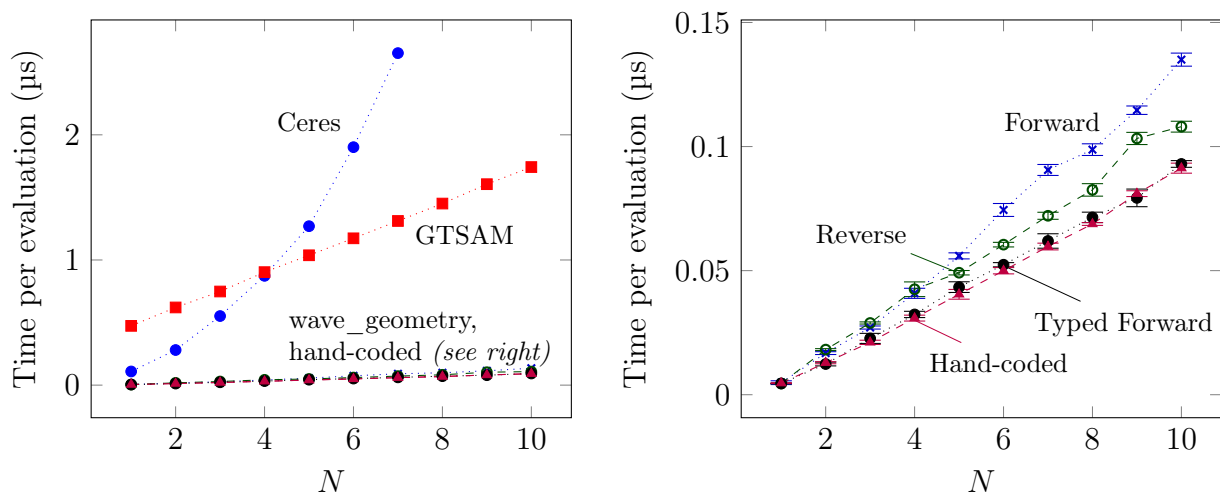 Time per evaluation (µs)
2
1
0
Ceres
GTSAM
wave_geometry,
hand-coded (see right)
2 4 6 8 10
N
Time per evaluation (µs)
0.15
0.1
0.05
0
Forward
Reverse
Typed Forward
Hand-coded
2 4 6 8 10
N